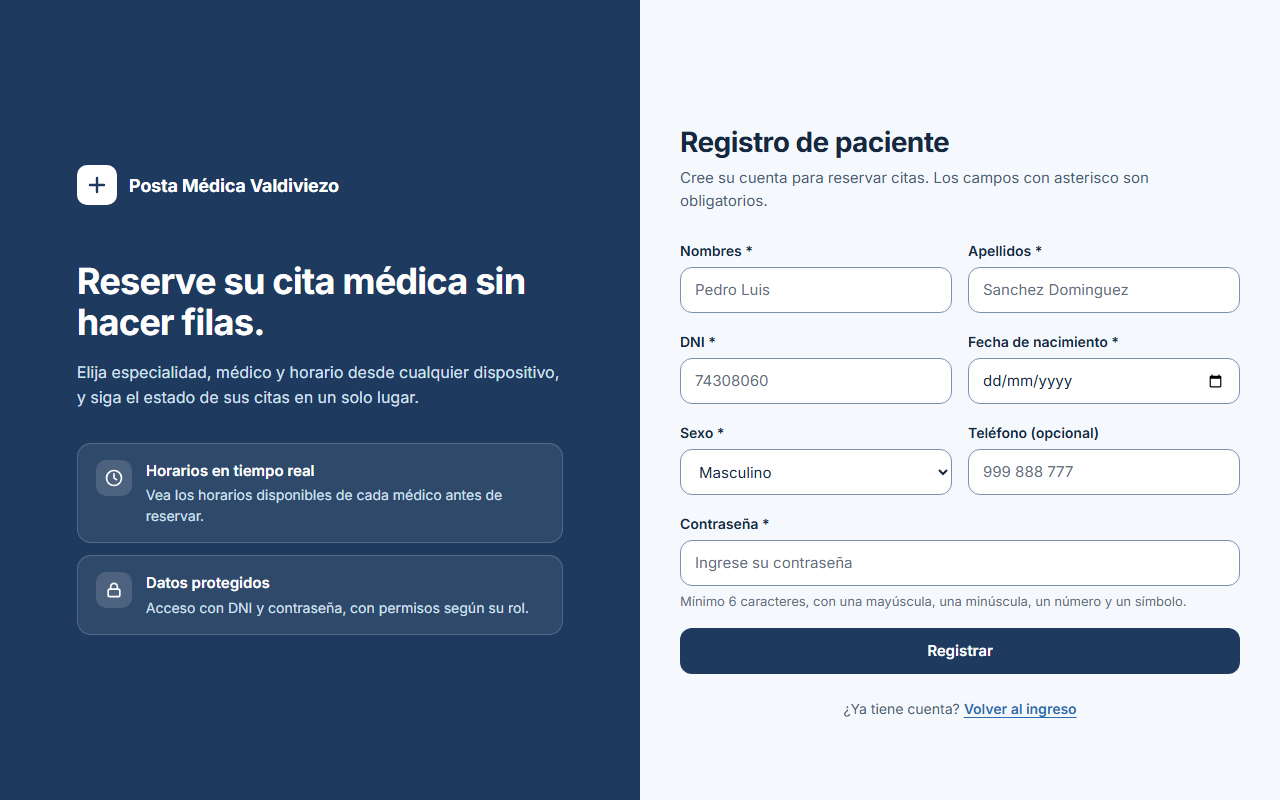 Posta Médica Valdiviezo
Reserve su cita médica sin
hacer filas.
Elija especialidad, médico y horario desde cualquier dispositivo,
y siga el estado de sus citas en un solo lugar.
Horarios en tiempo real
Vea los horarios disponibles de cada médico antes de
reservar.
Datos protegidos
Acceso con DNI y contraseña, con permisos según su rol.
Registro de paciente
Cree su cuenta para reservar citas. Los campos con asterisco son
obligatorios.
Nombres *
Pedro Luis
Apellidos *
Sanchez Dominguez
DNI *
74308060
Fecha de nacimiento *
dd/mm/yyyy
Sexo *
Masculino
Teléfono (opcional)
999 888 777
Contraseña *
Ingrese su contraseña
Mínimo 6 caracteres, con una mayúscula, una minúscula, un número y un símbolo.
Registrar
¿Ya tiene cuenta? Volver al ingreso